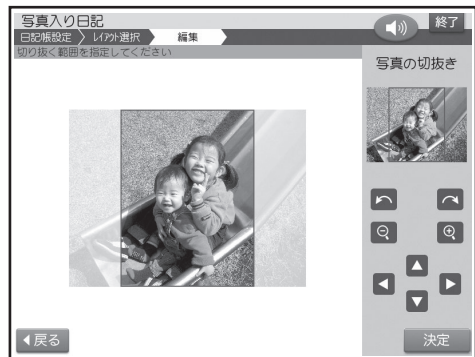 写真入り日記
終了
日記帳設定 〉 ﾚｲｱｳﾄ選択 〉 編集
切り抜く範囲を指定してください
写真の切抜き
戻る
決定